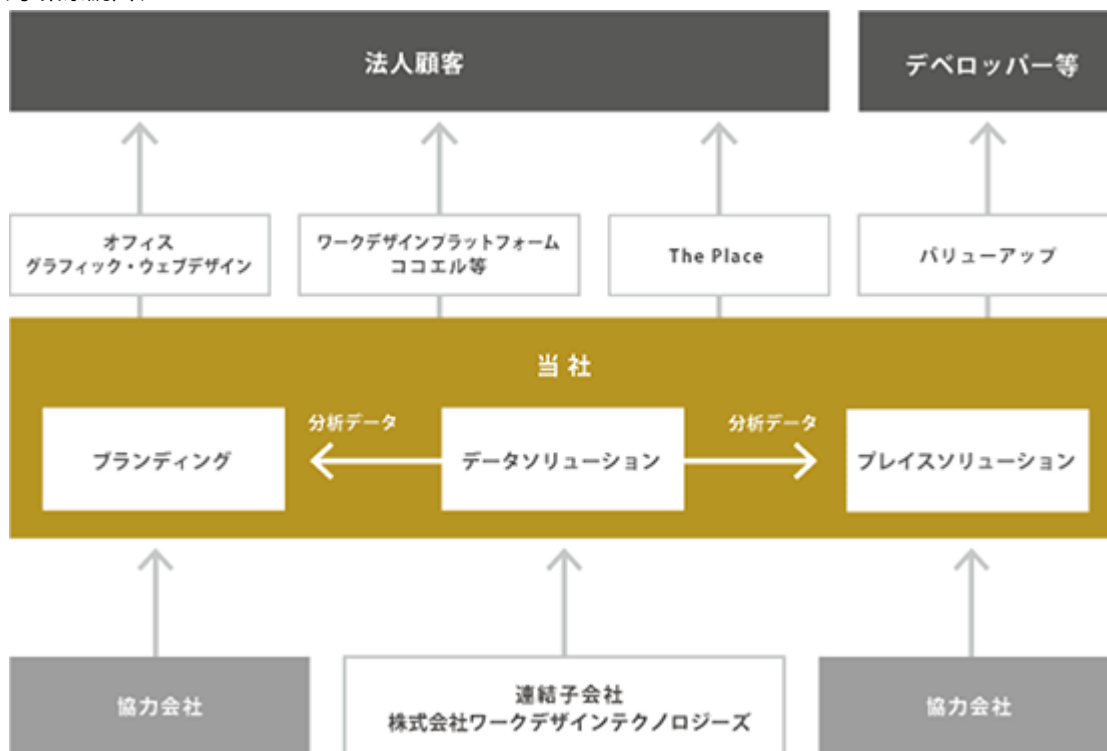 法人顧客
デベロッパー等
オフィス
グラフィック・ウェブデザイン
ワークデザインプラットフォーム
ココエル等
The Place
バリューアップ
当社
ブランディング
分析データ
データソリューション
分析データ
プレイスソリューション
協力会社
連結子会社
株式会社ワークデザインテクノロジーズ
協力会社